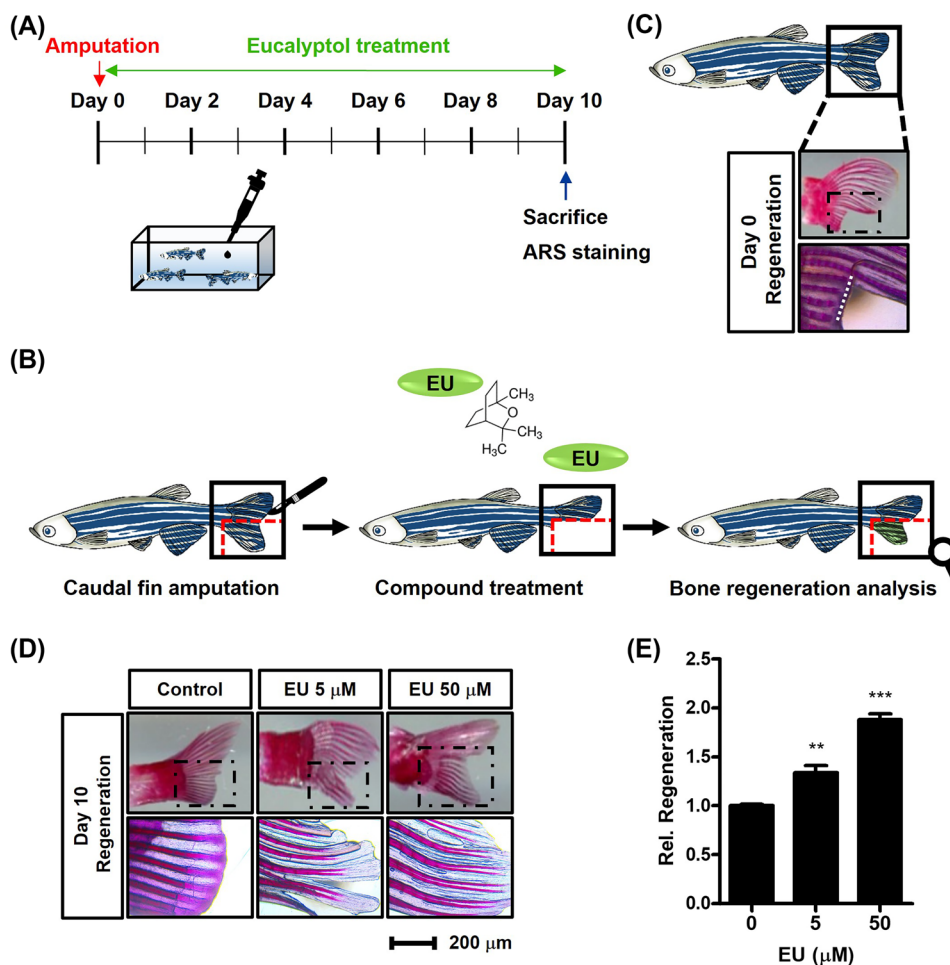 (A)
Amputation
Eucalyptol treatment
Day 0 Day 2 Day 4 Day 6 Day 8 Day 10
Sacrifice
ARS staining
(C)
Day 0
Regeneration
(B)
EU
CH₃
O
CH₃
H₃C
EU
Caudal fin amputation
Compound treatment
Bone regeneration analysis
(D)
Control
EU 5 μM
EU 50 μM
Day 10
Regeneration
200 μm
(E)
Rel. Regeneration
2.5
2.0
1.5
1.0
0.5
0.0
**
***
0 5 50
EU (μM)